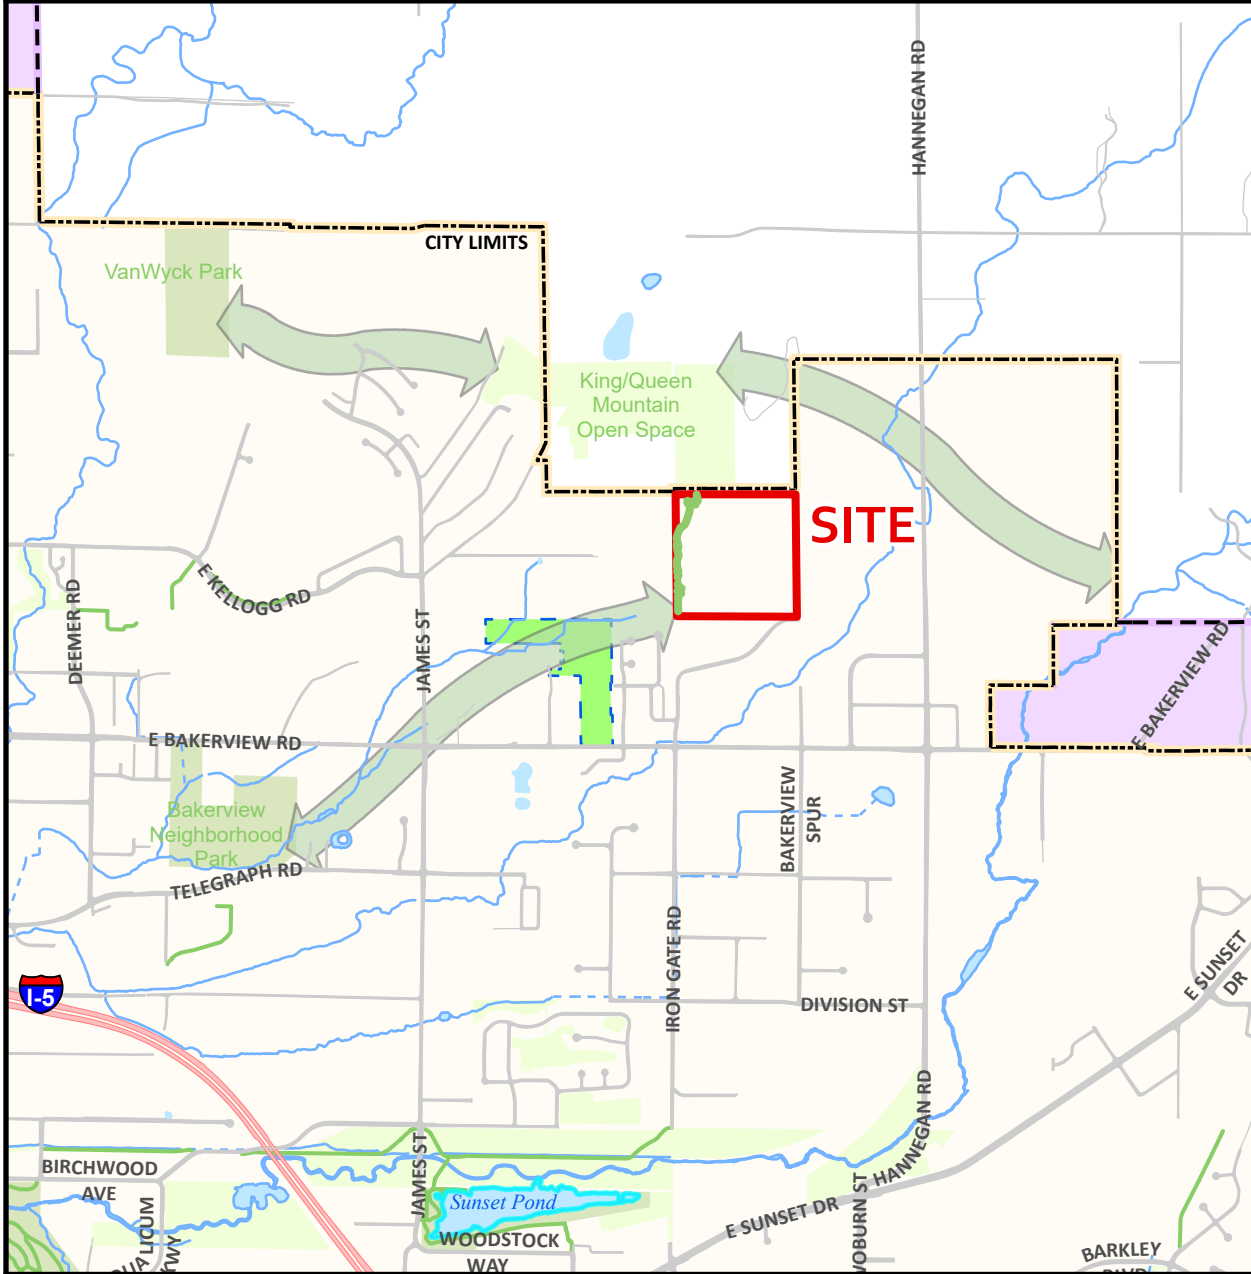 HANNEGAN RD
CITY LIMITS
VanWyck Park
King/Queen
Mountain
Open Space
SITE
E KELLOGG RD
DEEMER RD
JAMES ST
E BAKERVIEW RD
E BAKERVIEW RD
BAKERVIEW
SPUR
Bakerview
Neighborhood
Park
TELEGRAPH RD
IRON GATE RD
E SUNSET
DR
I-5
DIVISION ST
HANNEGAN RD
BIRCHWOOD
AVE
JAMES ST
Sunset Pond
WOODSTOCK
WAY
E SUNSET DR
WOBURN ST
BARKLEY